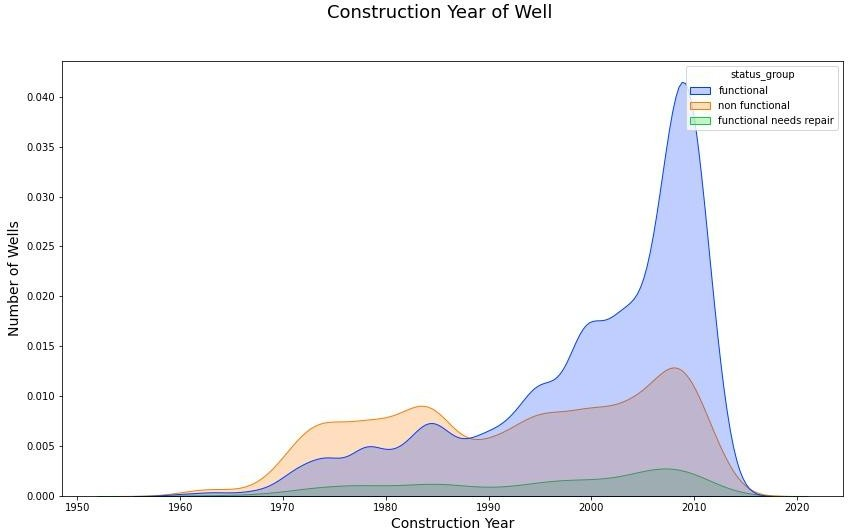 Construction Year of Well
status_group
functional
non functional
functional needs repair
0.040
0.035
0.030
0.025
0.020
0.015
0.010
0.005
0.000
Number of Wells
1950 1960 1970 1980 1990 2000 2010 2020
Construction Year